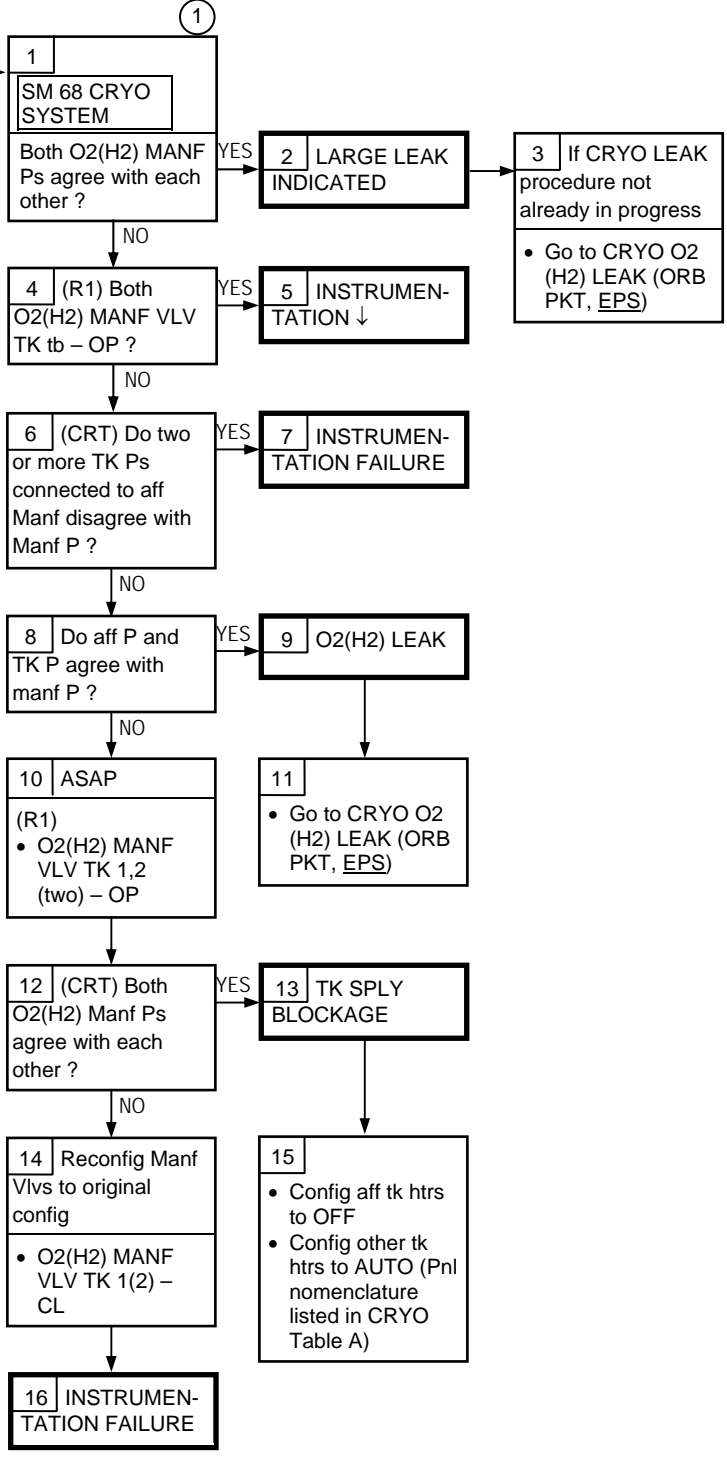 1
1
SM 68 CRYO
SYSTEM
Both O2(H2) MANF
Ps agree with each
other ?
YES
2 LARGE LEAK
INDICATED
3 If CRYO LEAK
procedure not
already in progress
• Go to CRYO O2
(H2) LEAK (ORB
PKT, EPS)
NO
4 (R1) Both
O2(H2) MANF VLV
TK tb – OP ?
YES
5 INSTRUMEN-
TATION ↓
NO
6 (CRT) Do two
or more TK Ps
connected to aff
Manf disagree with
Manf P ?
YES
7 INSTRUMEN-
TATION FAILURE
NO
8 Do aff P and
TK P agree with
manf P ?
YES
9 O2(H2) LEAK
NO
10 ASAP
(R1)
• O2(H2) MANF
VLV TK 1,2
(two) – OP
11
• Go to CRYO O2
(H2) LEAK (ORB
PKT, EPS)
12 (CRT) Both
O2(H2) Manf Ps
agree with each
other ?
YES
13 TK SPLY
BLOCKAGE
NO
14 Reconfig Manf
Vlvs to original
config
• O2(H2) MANF
VLV TK 1(2) –
CL
15
• Config aff tk htrs
to OFF
• Config other tk
htrs to AUTO (Pnl
nomenclature
listed in CRYO
Table A)
16 INSTRUMEN-
TATION FAILURE